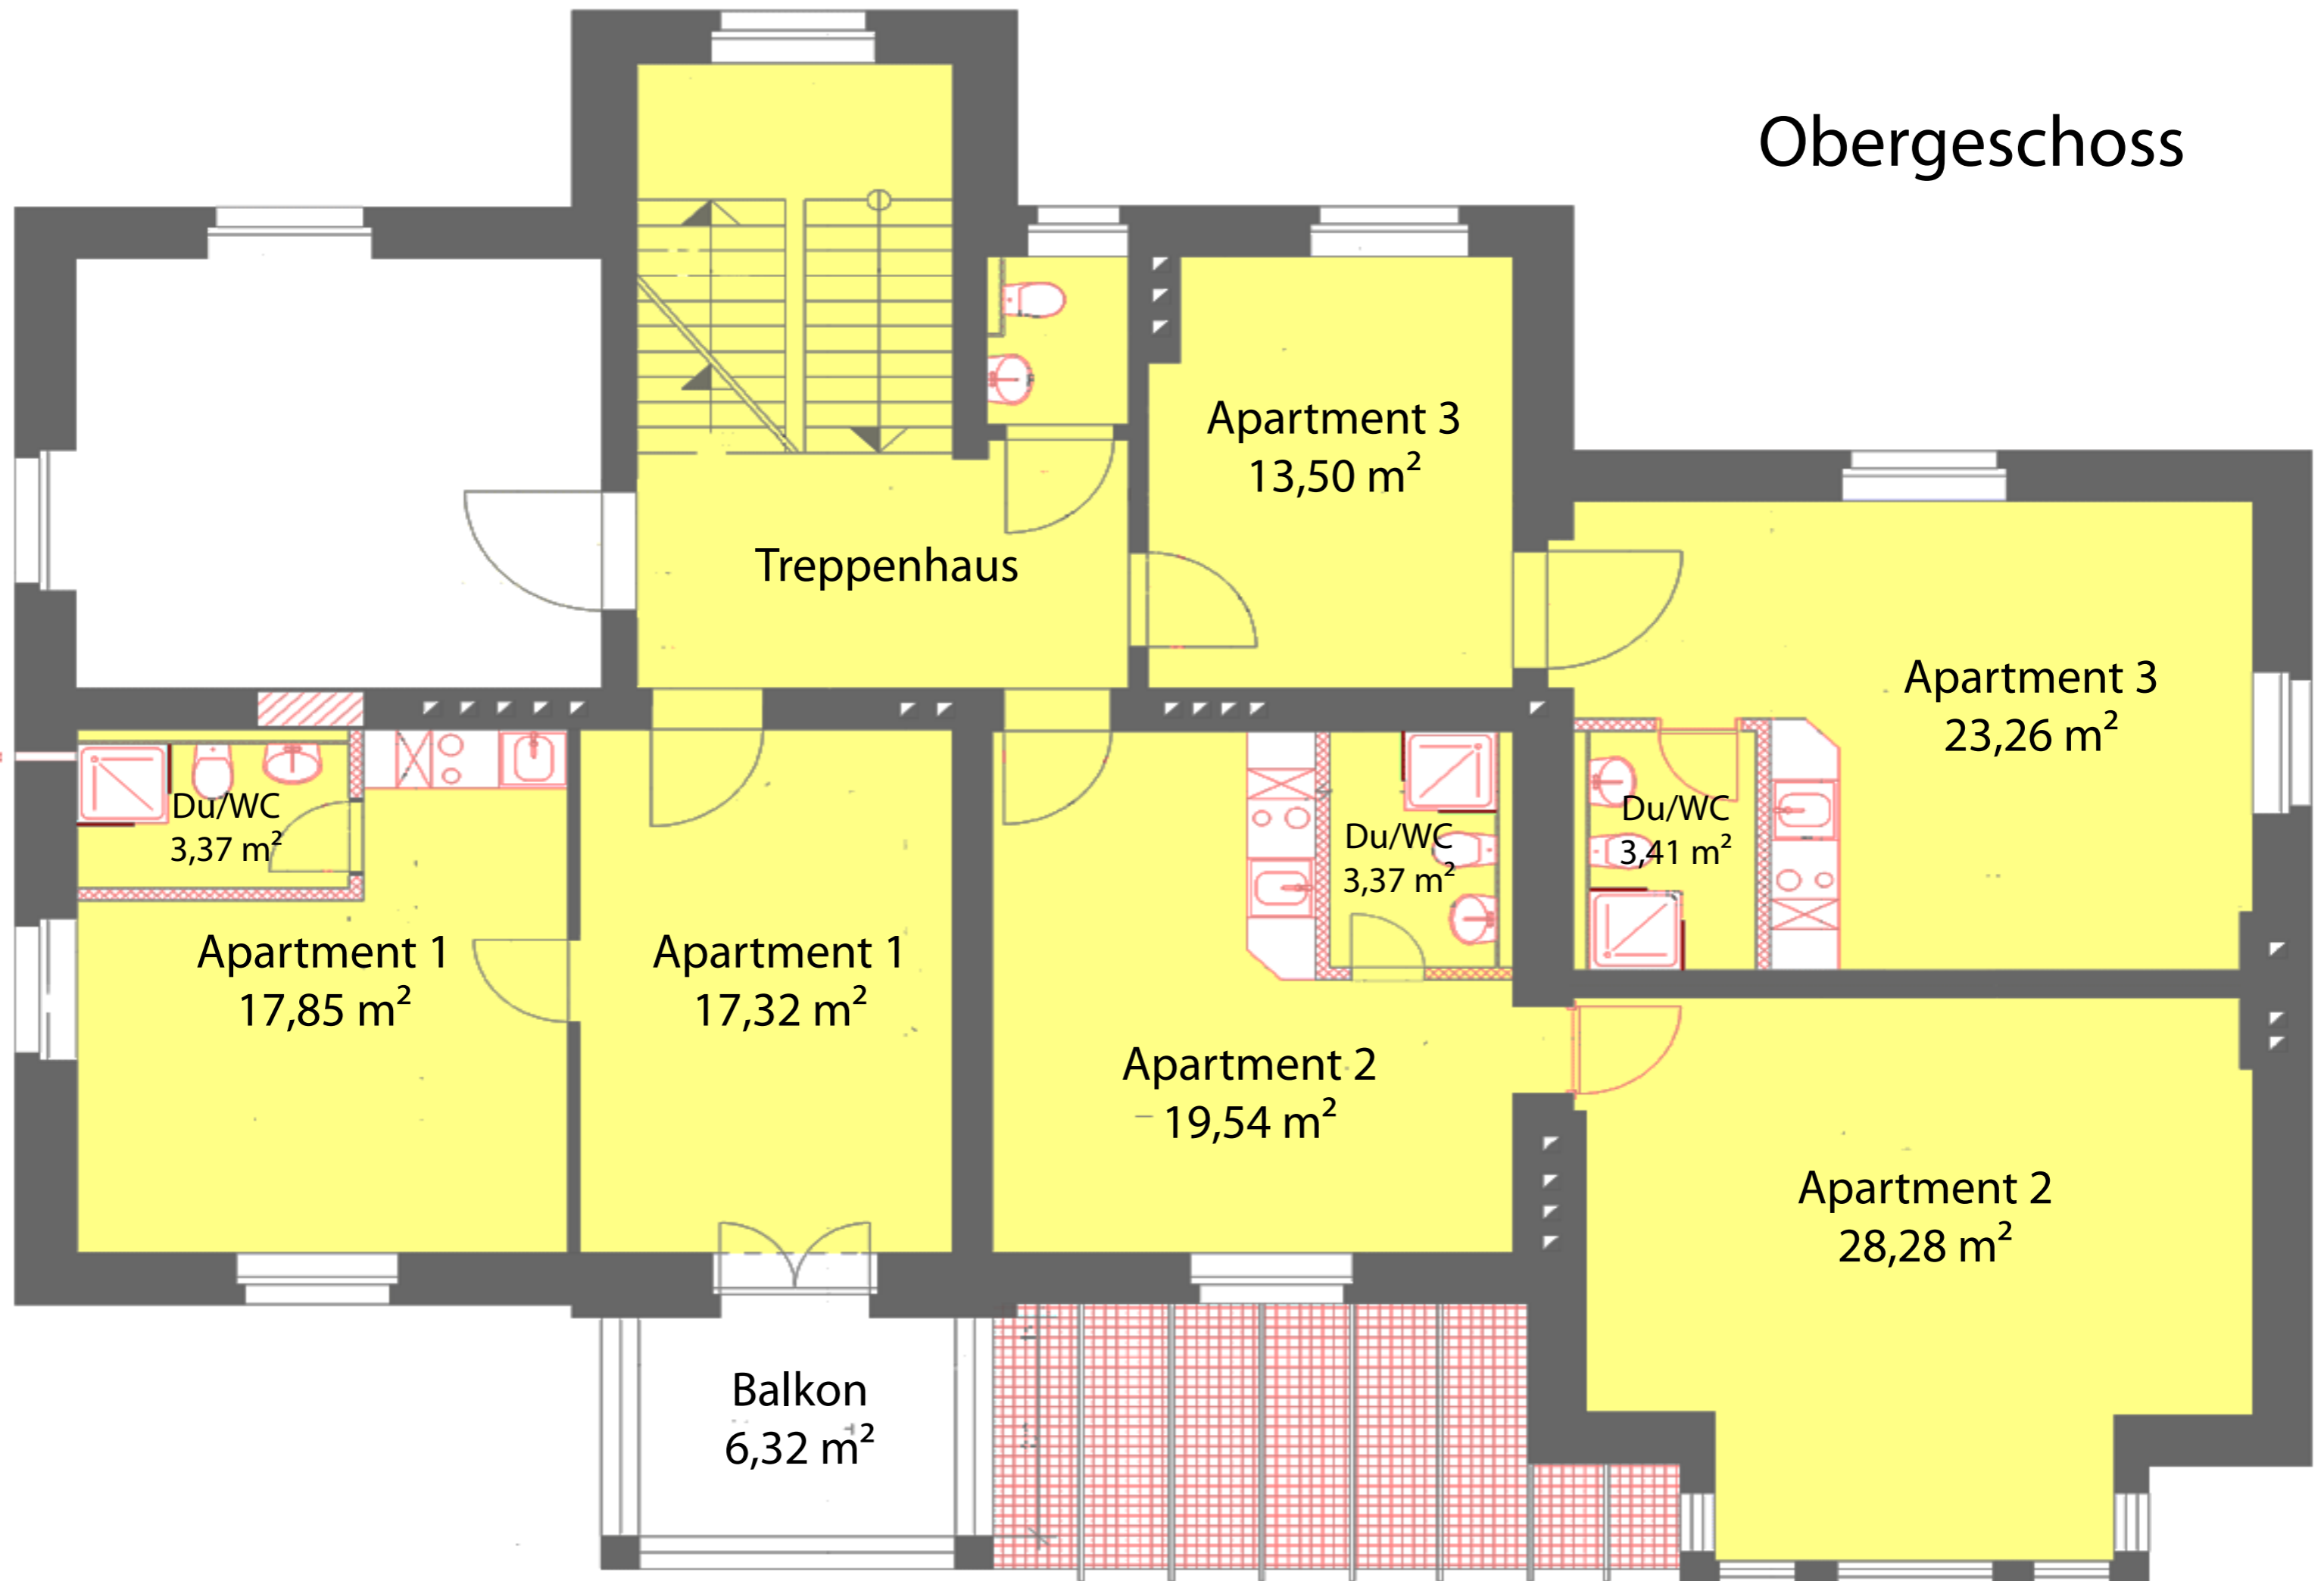 Obergeschoss
Apartment 3
13,50 m²
Treppenhaus
Apartment 3
23,26 m²
Du/WC
3,37 m²
Du/WC
3,37 m²
Du/WC
3,41 m²
Apartment 1
17,85 m²
Apartment 1
17,32 m²
Apartment 2
19,54 m²
Apartment 2
28,28 m²
Balkon
6,32 m²